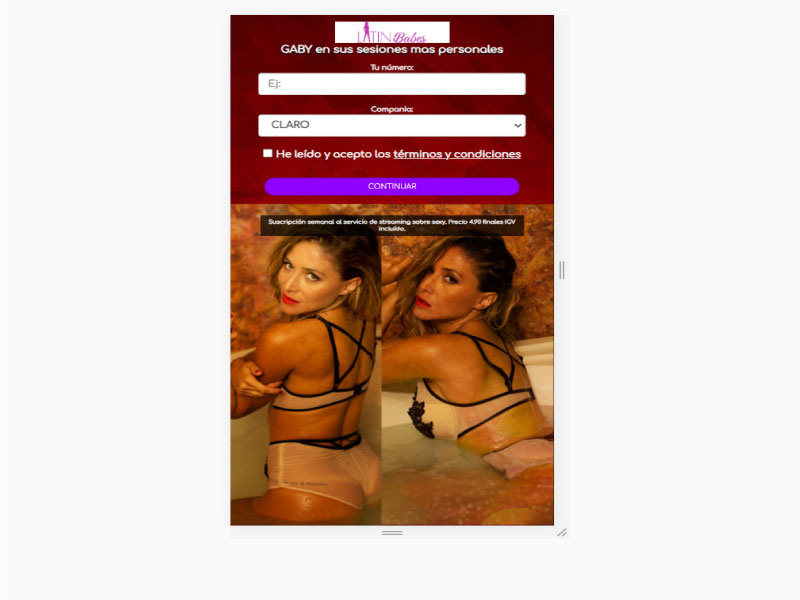 LATIN Babes
GABY en sus sesiones mas personales
Tu número:
Ej:
Compania:
CLARO
He leído y acepto los términos y condiciones
CONTINUAR
Suscripción semanal al servicio de streaming sobre sexy. Precio 4.90 finales IGV
incluido.